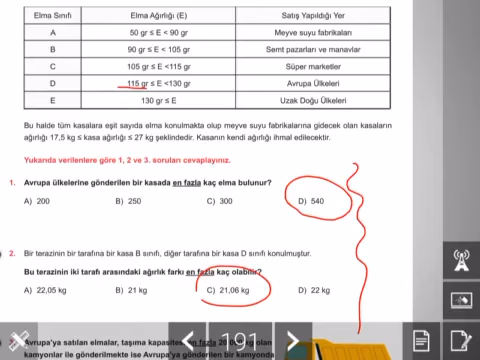 Elma Sınıfı Elma Ağırlığı (E) Satış Yapıldığı Yer
A 50 gr ≤ E < 90 gr Meyve suyu fabrikaları
B 90 gr ≤ E < 105 gr Semt pazarları ve manavlar
C 105 gr ≤ E <115 gr Süper marketler
D 115 gr ≤ E <130 gr Avrupa Ülkeleri
E 130 gr ≤ E Uzak Doğu Ülkeleri
Bu halde tüm kasalara eşit sayıda elma konulmakta olup meyve suyu fabrikalarına gidecek olan kasaların
ağırlığı 17,5 kg ≤ kasa ağırlığı ≤ 27 kg şeklindedir. Kasanın kendi ağırlığı ihmal edilecektir.
Yukarıda verilenlere göre 1, 2 ve 3. soruları cevaplayınız.
1. Avrupa ülkelerine gönderilen bir kasada en fazla kaç elma bulunur?
A) 200 B) 250 C) 300 D) 540
2. Bir terazinin bir tarafına bir kasa B sınıfı, diğer tarafına bir kasa D sınıfı konulmuştur.
Bu terazinin iki tarafı arasındaki ağırlık farkı en fazla kaç olabilir?
A) 22,05 kg B) 21 kg C) 21,06 kg D) 22 kg
Avrupa'ya satılan elmalar, taşıma kapasitesi en fazla 20.000 kg olan
kamyonlar ile gönderilmekte ise Avrupa'ya gönderilen bir kamyonda
191